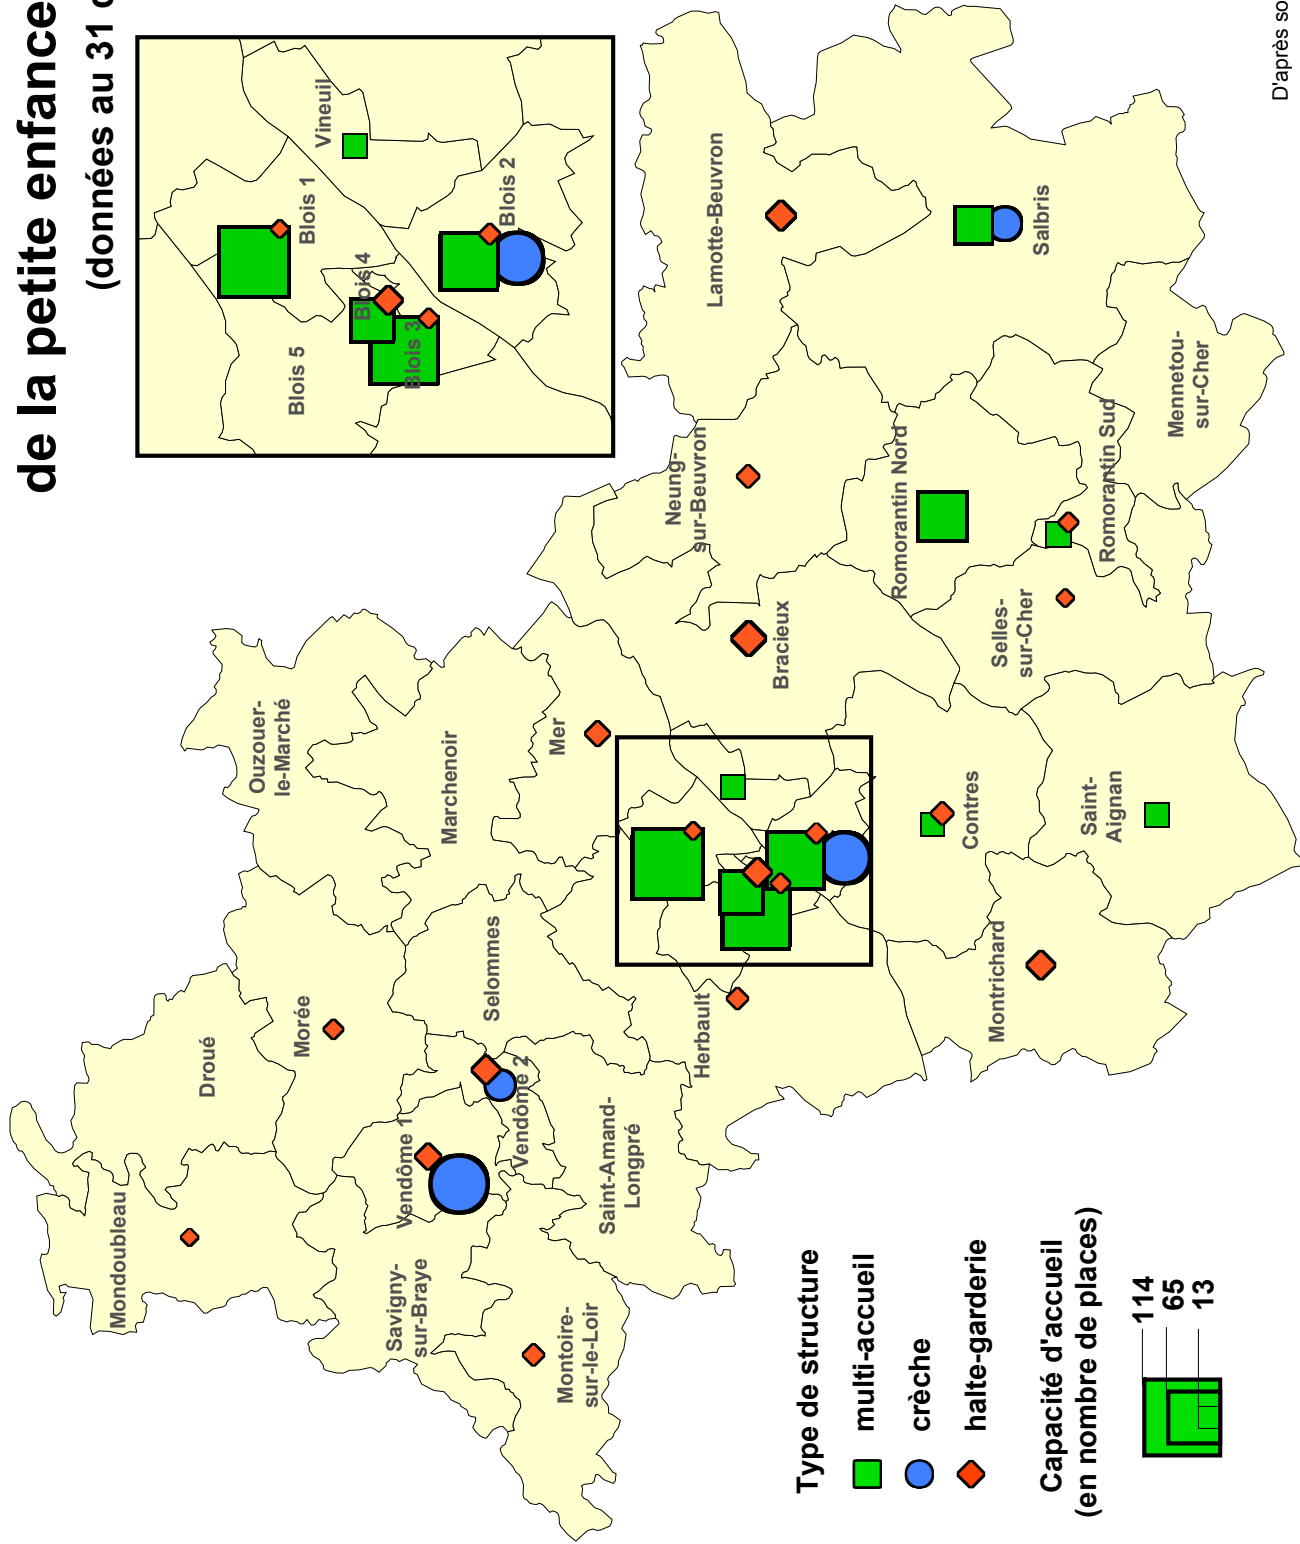 de la petite enfance
(données au 31
Vineuil
Blois 1
Blois 2
Blois 4
Blois 3
Blois 5
Mondoubleau
Droué
Morée
Ouzouer-
le-Marché
Marchenoir
Savigny-
sur-Braye
Vendôme 1
Vendôme 2
Selommes
Mer
Montoire-
sur-le-Loir
Saint-Amand-
Longpré
Herbault
Bracieux
Neung-
sur-Beuvron
Lamotte-Beuvron
Montrichard
Contres
Saint-
Aignan
Selles-
sur-Cher
Romorantin Nord
Romorantin Sud
Salbris
Mennetou-
sur-Cher
Type de structure
multi-accueil
crèche
halte-garderie
Capacité d'accueil
(en nombre de places)
114
65
13
D'après so